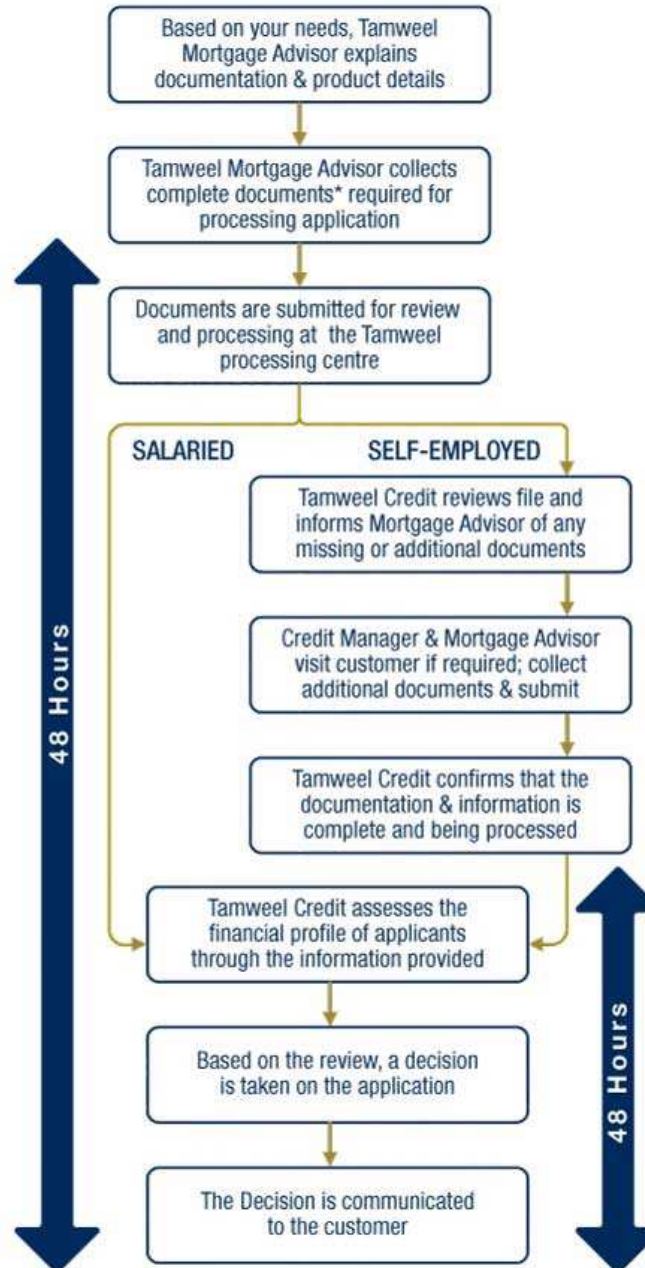 Based on your needs, Tamweel
Mortgage Advisor explains
documentation & product details
Tamweel Mortgage Advisor collects
complete documents* required for
processing application
Documents are submitted for review
and processing at the Tamweel
processing centre
SALARIED
SELF-EMPLOYED
Tamweel Credit reviews file and
informs Mortgage Advisor of any
missing or additional documents
Credit Manager & Mortgage Advisor
visit customer if required; collect
additional documents & submit
Tamweel Credit confirms that the
documentation & information is
complete and being processed
48 Hours
Tamweel Credit assesses the
financial profile of applicants
through the information provided
Based on the review, a decision
is taken on the application
48 Hours
The Decision is communicated
to the customer